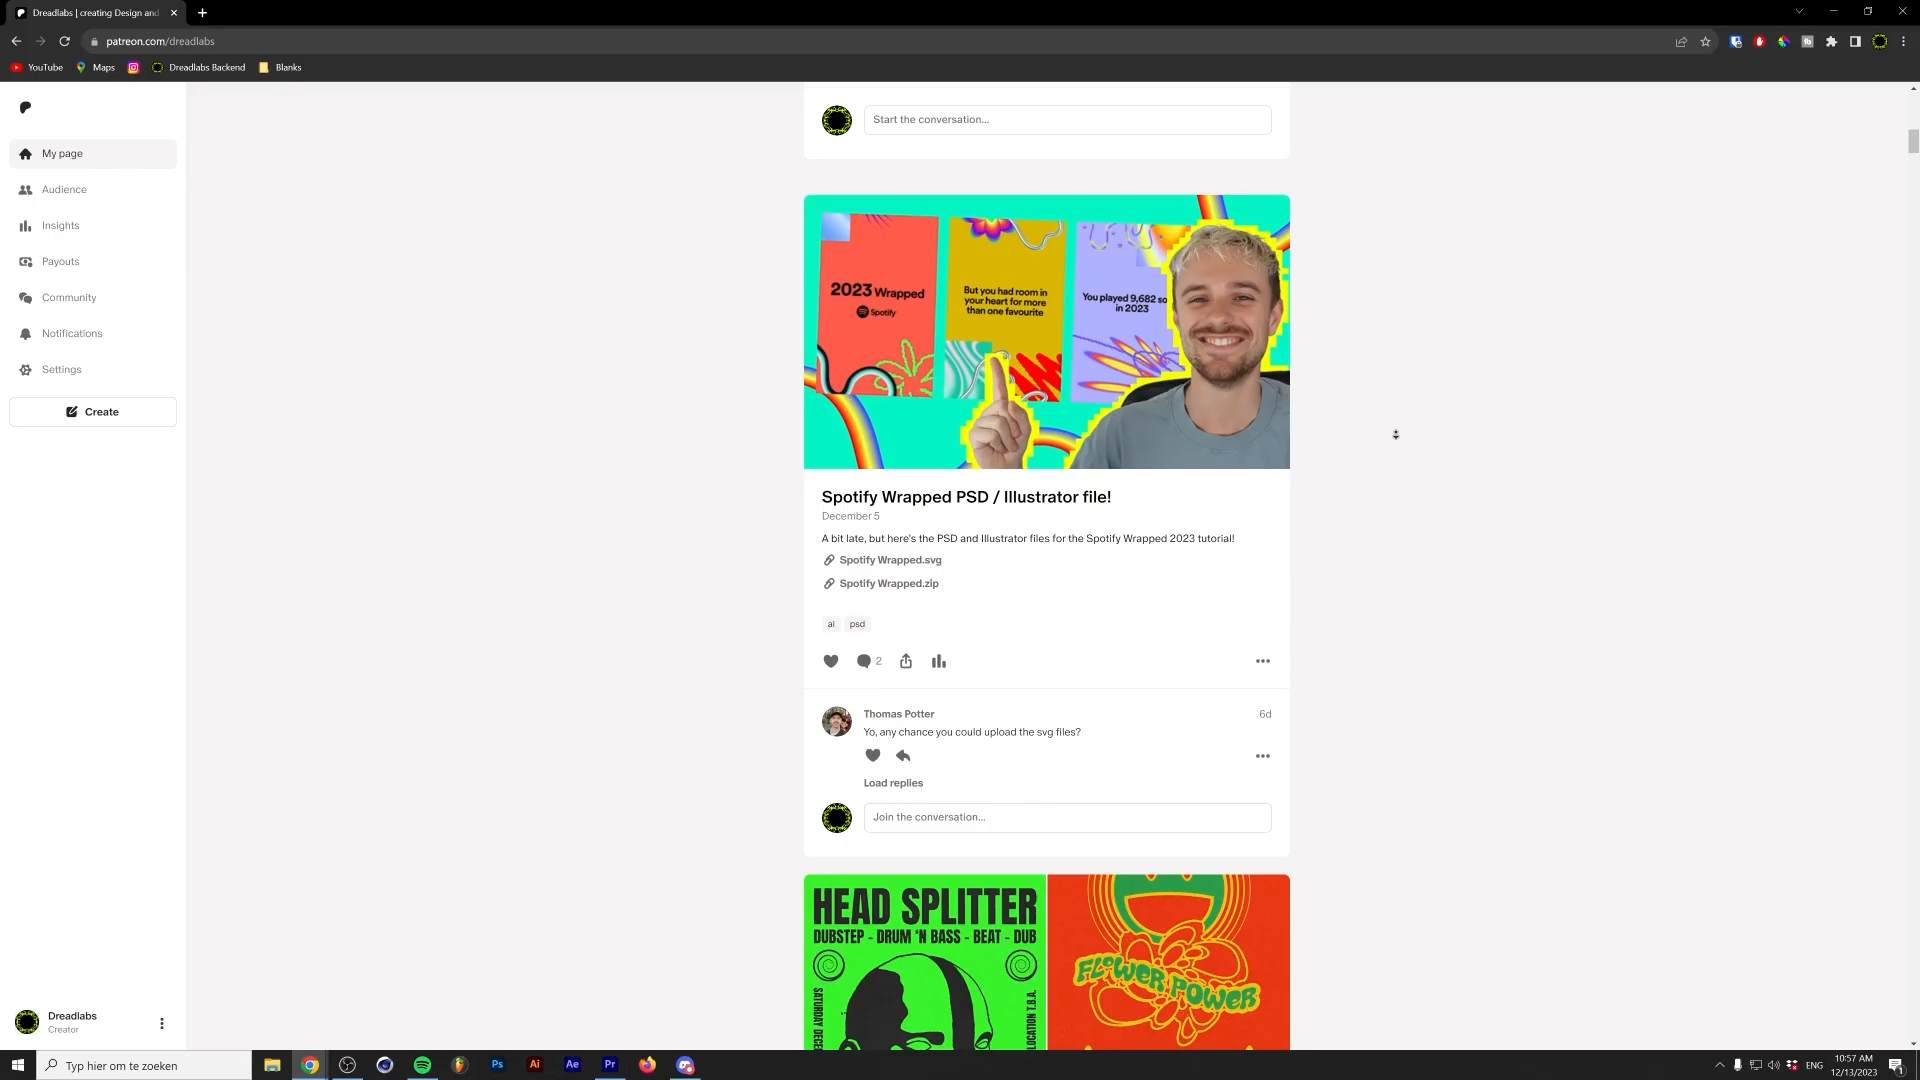 Dreadlabs | creating Design and
patreon.com/dreadlabs
YouTube
Maps
Dreadlabs Backend
Blanks
My page
Audience
Insights
Payouts
Community
Notifications
Settings
Create
Dreadlabs
Creator
Start the conversation...
2023 Wrapped
Spotify
But you had room in
your heart for more
than one favourite
You played 9,682 so
in 2023
Spotify Wrapped PSD / Illustrator file!
December 5
A bit late, but here's the PSD and Illustrator files for the Spotify Wrapped 2023 tutorial!
Spotify Wrapped.svg
Spotify Wrapped.zip
ai psd
2
Thomas Potter 6d
Yo, any chance you could upload the svg files?
Load replies
Join the conversation...
HEAD SPLITTER
DUBSTEP - DRUM 'N BASS - BEAT - DUB
SATURDAY DECE
LOCATION T.B.A.
FLOWER POWER
Typ hier om te zoeken
Ps
Ai
Ae
Pr
ENG
10:57 AM
12/13/2023
1